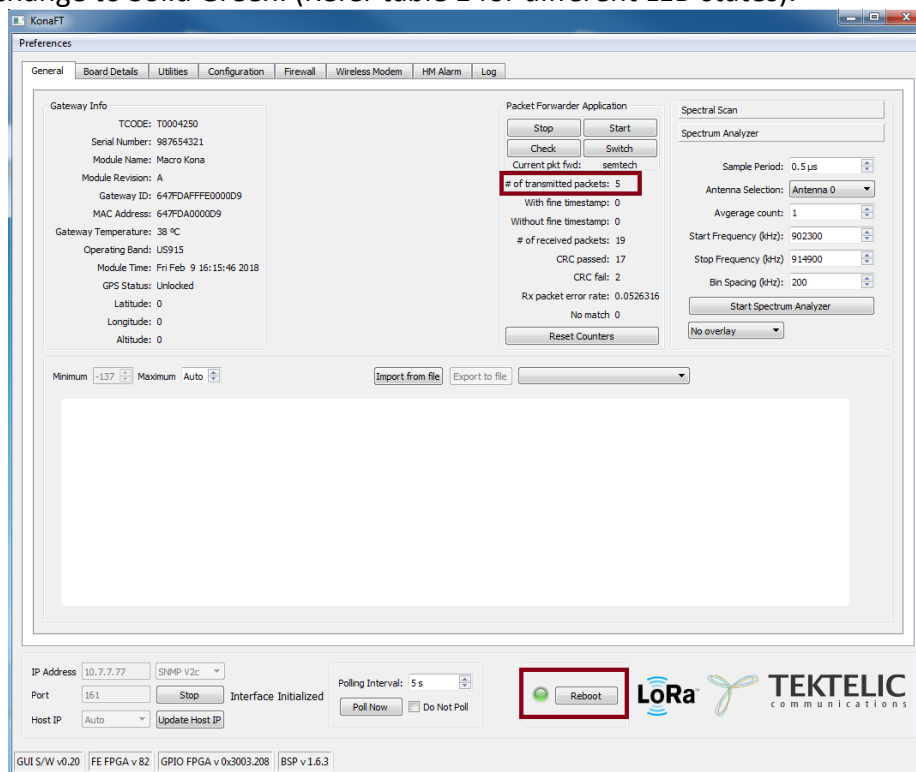 change to Solid Green. (Refer table 2 for different LED states).
KonaFT
Preferences
General Board Details Utilities Configuration Firewall Wireless Modem HM Alarm Log
Gateway Info
TCODE: T0004250
Serial Number: 987654321
Module Name: Macro Kona
Module Revision: A
Gateway ID: 647FDAFFFE0000D9
MAC Address: 647FDA0000D9
Gateway Temperature: 38 ºC
Operating Band: US915
Module Time: Fri Feb 9 16:15:46 2018
GPS Status: Unlocked
Latitude: 0
Longitude: 0
Altitude: 0
Packet Forwarder Application
Stop Start
Check Switch
Current pkt fwd: semtech
# of transmitted packets: 5
With fine timestamp: 0
Without fine timestamp: 0
# of received packets: 19
CRC passed: 17
CRC fail: 2
Rx packet error rate: 0.0526316
No match 0
Reset Counters
Spectral Scan
Spectrum Analyzer
Sample Period: 0.5 µs
Antenna Selection: Antenna 0
Avgerage count: 1
Start Frequency (kHz): 902300
Stop Frequency (kHz) 914900
Bin Spacing (kHz): 200
Start Spectrum Analyzer
No overlay
Minimum -137 Maximum Auto Import from file Export to file
IP Address 10.7.7.77 SNMP V2c
Port 161 Stop Interface Initialized
Host IP Auto Update Host IP
Polling Interval: 5 s
Poll Now Do Not Poll
Reboot
LoRa
TEKTELIC
communications
GUI S/W v0.20 FE FPGA v 82 GPIO FPGA v 0x3003.208 BSP v 1.6.3